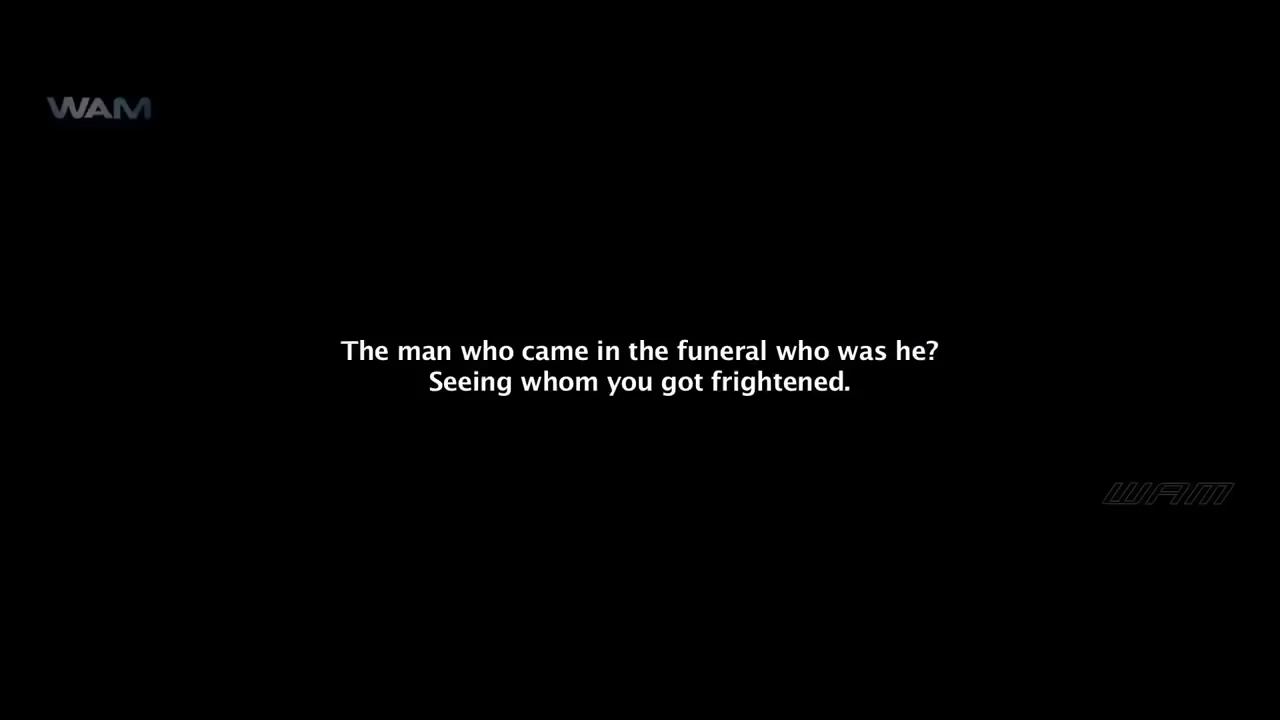 WAM
The man who came in the funeral who was he?
Seeing whom you got frightened.
WAM